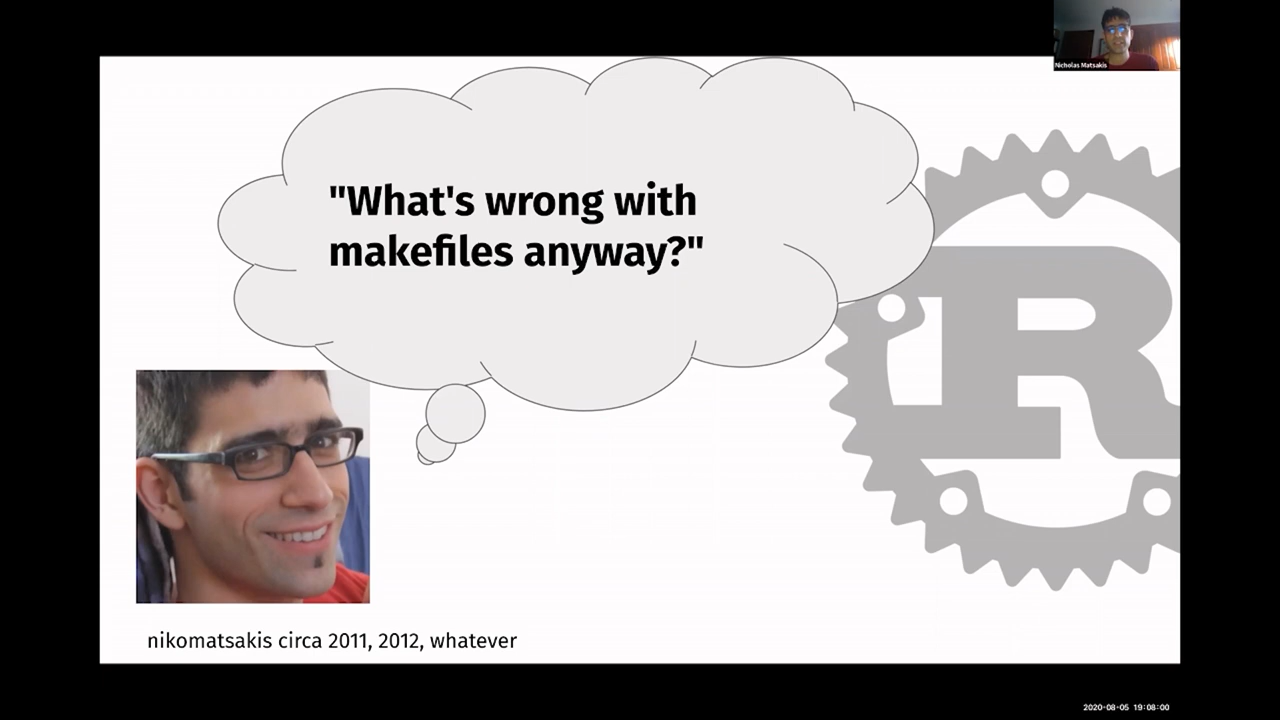 Nicholas Matsakis
"What's wrong with
makefiles anyway?"
R
nikomatsakis circa 2011, 2012, whatever
2020-08-05 19:08:00